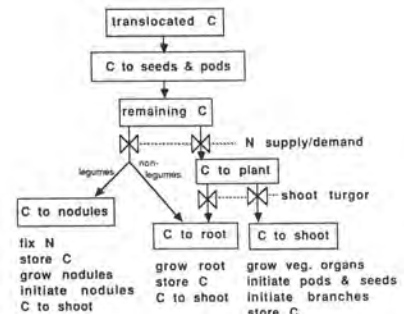 translocated C
C to seeds & pods
remaining C
N supply/demand
legumes
non-
legumes
C to plant
shoot turgor
C to nodules
C to root
C to shoot
fix N
store C
grow nodules
initiate nodules
C to shoot
grow root
store C
C to shoot
grow veg. organs
initiate pods & seeds
initiate branches
store C